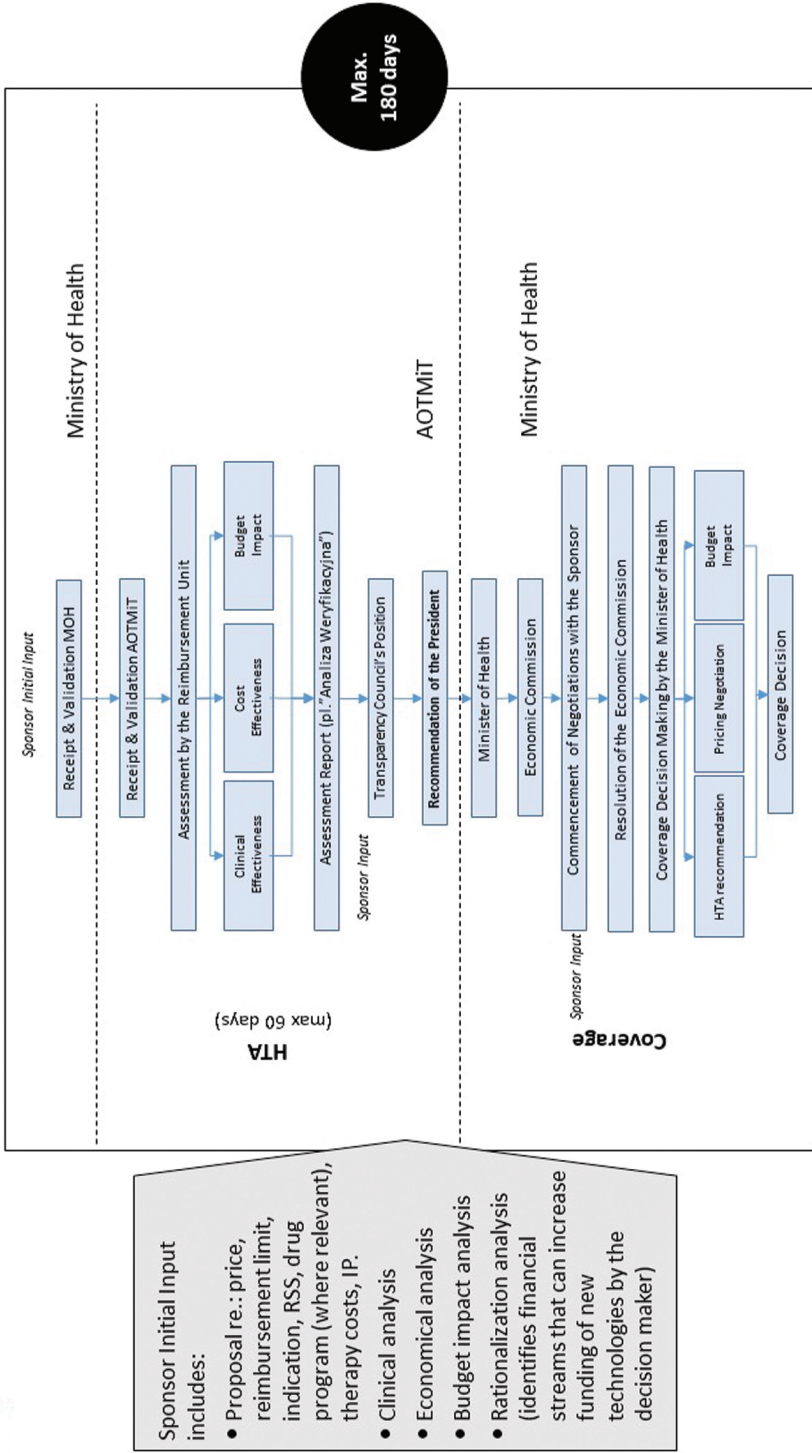 Sponsor Initial Input
includes:
• Proposal re.: price,
reimbursement limit,
indication, RSS, drug
program (where relevant),
therapy costs, IP.
• Clinical analysis
• Economical analysis
• Budget impact analysis
• Rationalization analysis
(identifies financial
streams that can increase
funding of new
technologies by the
decision maker)
Sponsor Initial Input
Receipt & Validation MOH
Ministry of Health
Receipt & Validation AOTMiT
Assessment by the Reimbursement Unit
Clinical
Effectiveness
Cost
Effectiveness
Budget
Impact
HTA
(max 60 days)
Assessment Report (pl."Analiza Weryfikacyjna")
Sponsor Input
Transparency Council's Position
Recommendation of the President
AOTMiT
Max.
180 days
Minister of Health
Economic Commission
Ministry of Health
Sponsor Input
Commencement of Negotiations with the Sponsor
Resolution of the Economic Commission
Coverage
Coverage Decision Making by the Minister of Health
HTA recommendation
Pricing Negotiation
Budget
Impact
Coverage Decision